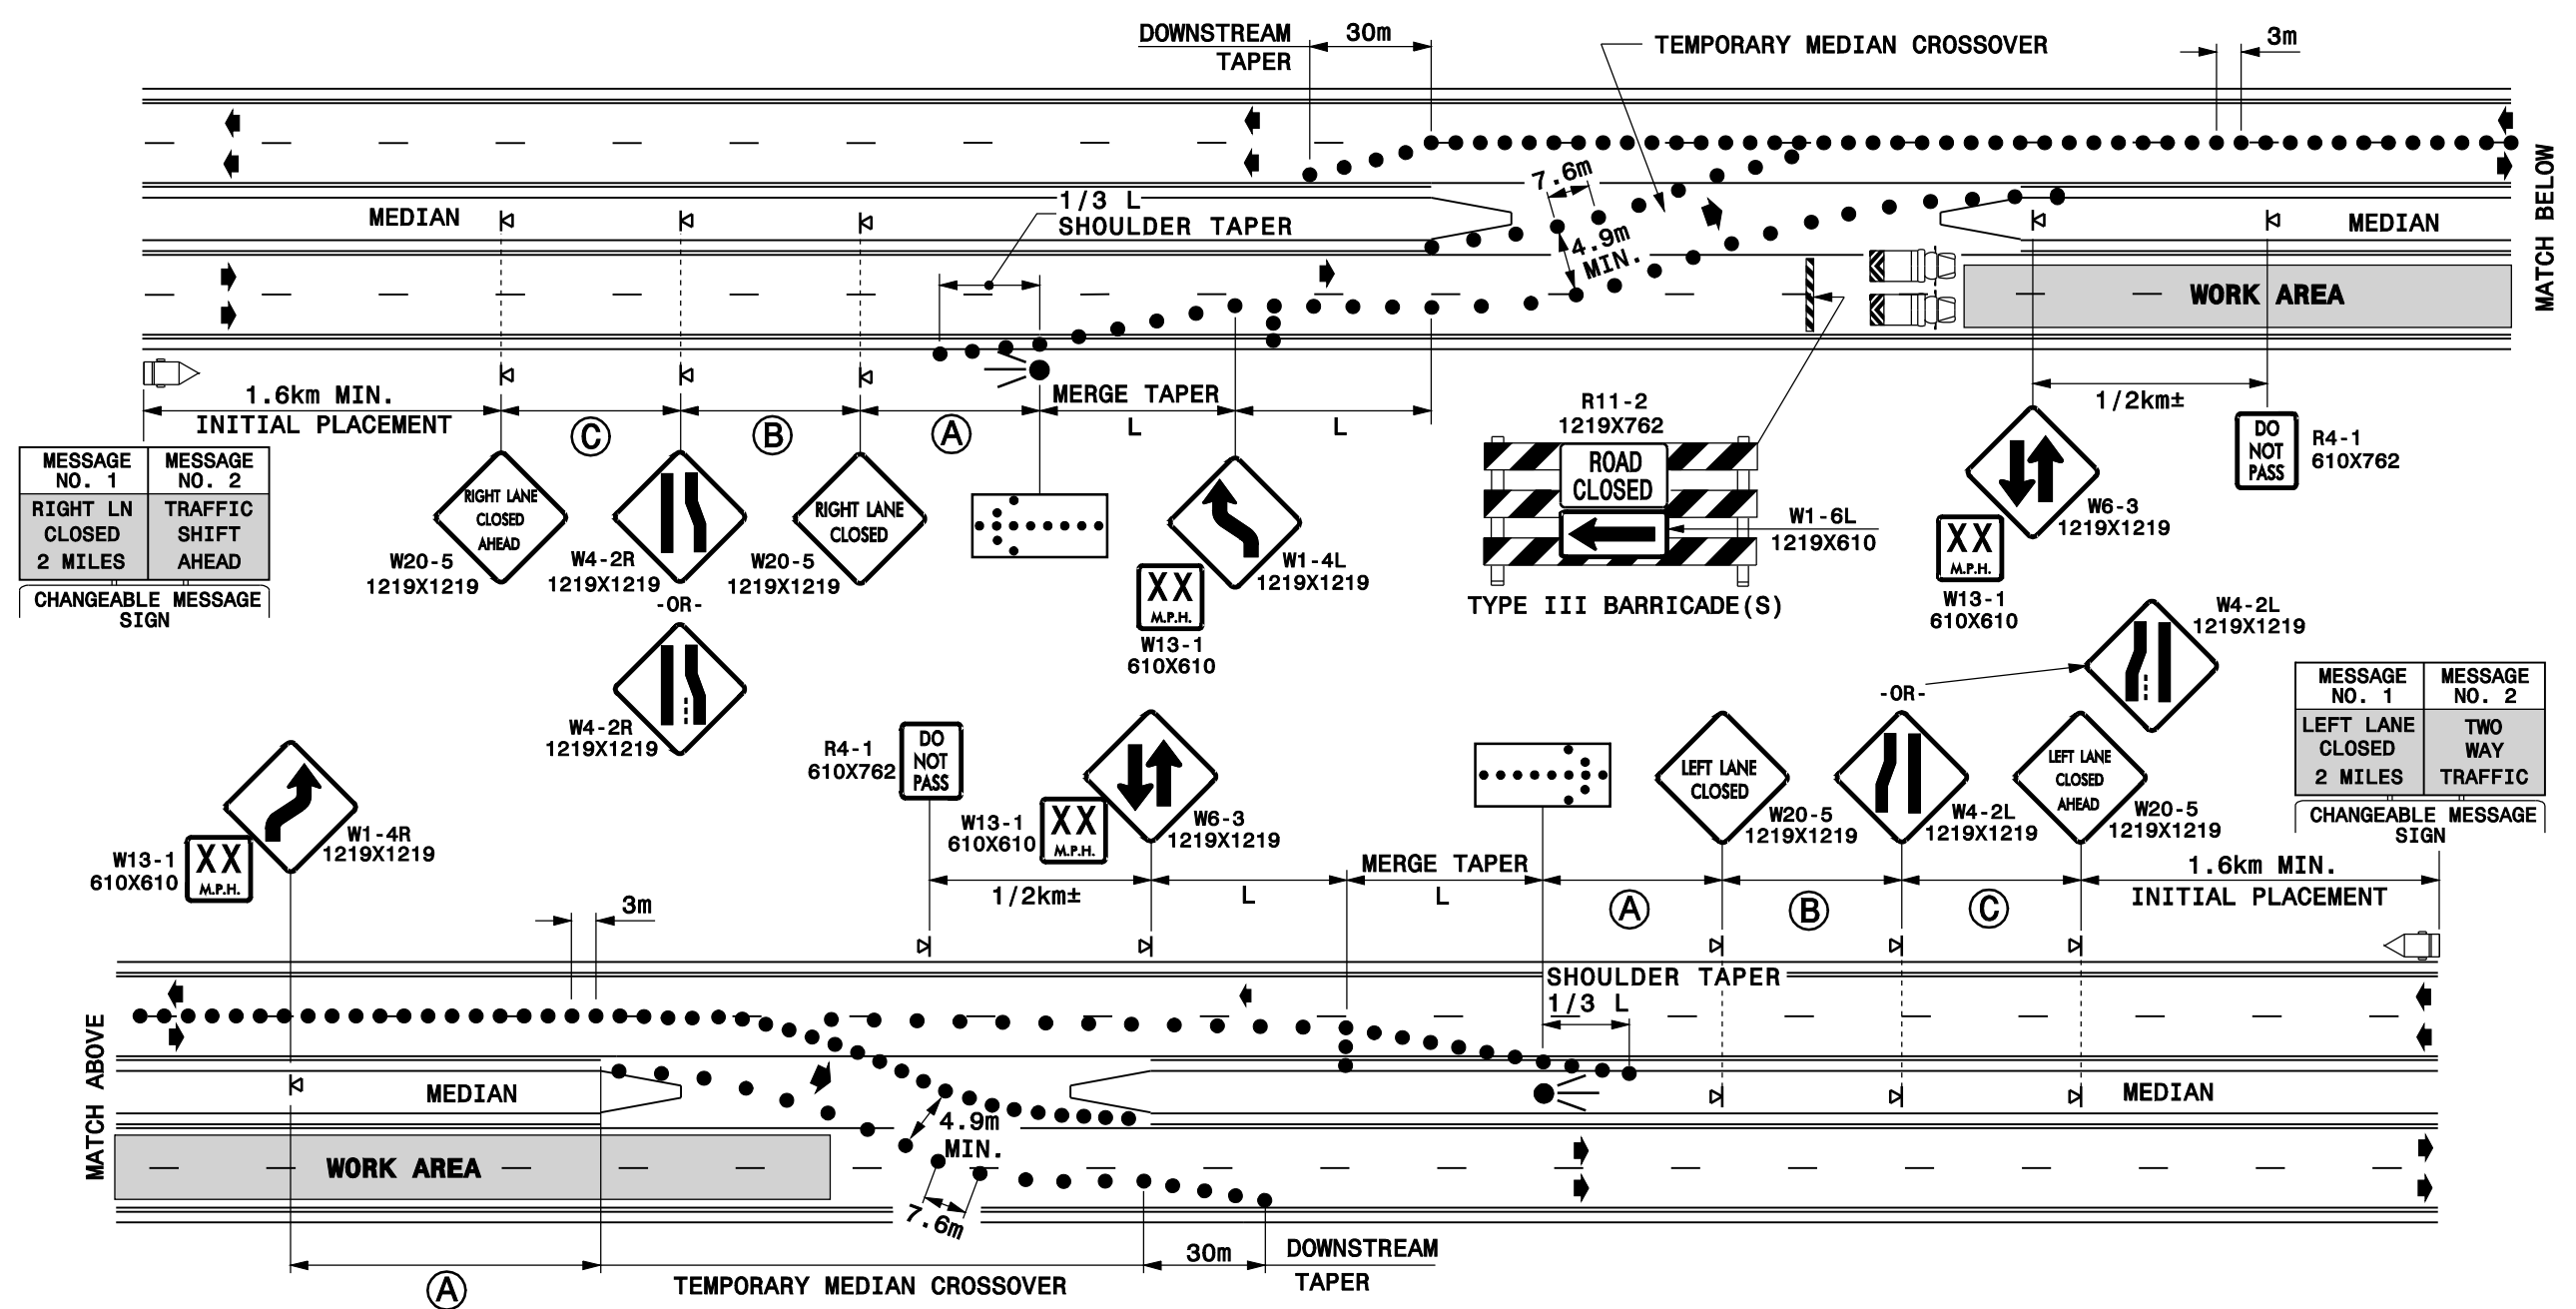 DOWNSTREAM
TAPER
30m
TEMPORARY MEDIAN CROSSOVER
3m
MATCH BELOW
7.6m
4.9m
MIN.
1/3 L
SHOULDER TAPER
MEDIAN
MEDIAN
WORK AREA
1.6km MIN.
INITIAL PLACEMENT
C
B
A
MERGE TAPER
L
L
1/2km±
MESSAGE
NO. 1
MESSAGE
NO. 2
RIGHT LN
CLOSED
2 MILES
TRAFFIC
SHIFT
AHEAD
CHANGEABLE MESSAGE
SIGN
RIGHT LANE
CLOSED
AHEAD
W20-5
1219X1219
W4-2R
1219X1219
-OR-
W4-2R
1219X1219
RIGHT LANE
CLOSED
W20-5
1219X1219
W1-4L
1219X1219
XX
M.P.H.
W13-1
610X610
R11-2
1219X762
ROAD
CLOSED
W1-6L
1219X610
TYPE III BARRICADE(S)
W6-3
1219X1219
XX
M.P.H.
W13-1
610X610
DO
NOT
PASS
R4-1
610X762
W4-2L
1219X1219
-OR-
MESSAGE
NO. 1
MESSAGE
NO. 2
LEFT LANE
CLOSED
2 MILES
TWO
WAY
TRAFFIC
CHANGEABLE MESSAGE
SIGN
W1-4R
1219X1219
W13-1
610X610
XX
M.P.H.
R4-1
610X762
DO
NOT
PASS
W13-1
610X610
XX
M.P.H.
W6-3
1219X1219
LEFT LANE
CLOSED
W20-5
1219X1219
W4-2L
1219X1219
LEFT LANE
CLOSED
AHEAD
W20-5
1219X1219
3m
1/2km±
L
MERGE TAPER
L
A
B
C
1.6km MIN.
INITIAL PLACEMENT
SHOULDER TAPER
1/3 L
MATCH ABOVE
MEDIAN
MEDIAN
4.9m
MIN.
WORK AREA
7.6m
30m
DOWNSTREAM
TAPER
A
TEMPORARY MEDIAN CROSSOVER